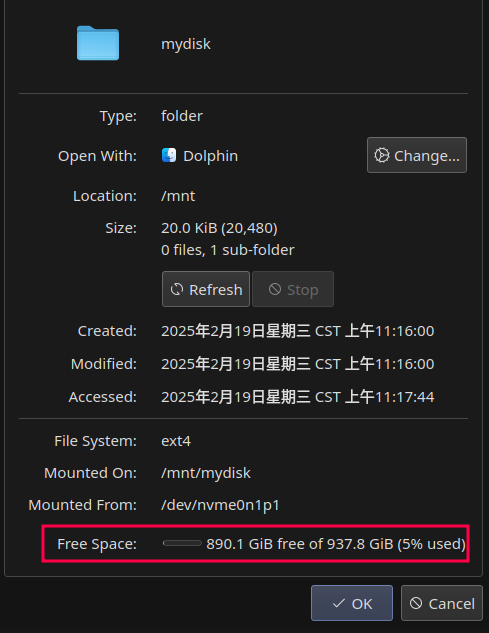 mydisk
Type: folder
Open With: Dolphin Change...
Location: /mnt
Size: 20.0 KiB (20,480)
0 files, 1 sub-folder
Refresh Stop
Created: 2025年2月19日星期三 CST 上午11:16:00
Modified: 2025年2月19日星期三 CST 上午11:16:00
Accessed: 2025年2月19日星期三 CST 上午11:17:44
File System: ext4
Mounted On: /mnt/mydisk
Mounted From: /dev/nvme0n1p1
Free Space: 890.1 GiB free of 937.8 GiB (5% used)
OK Cancel